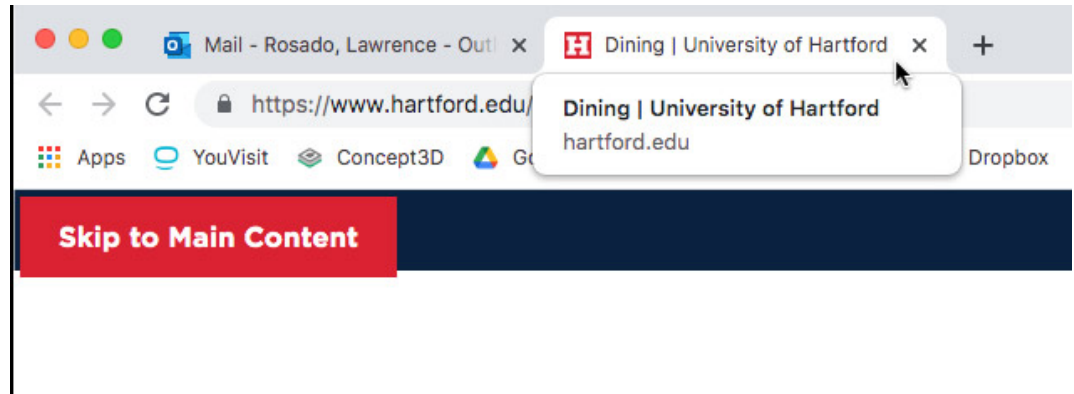 Mail - Rosado, Lawrence - Outl
Dining | University of Hartford
https://www.hartford.edu/
Dining | University of Hartford
hartford.edu
Apps YouVisit Concept3D Dropbox
Skip to Main Content